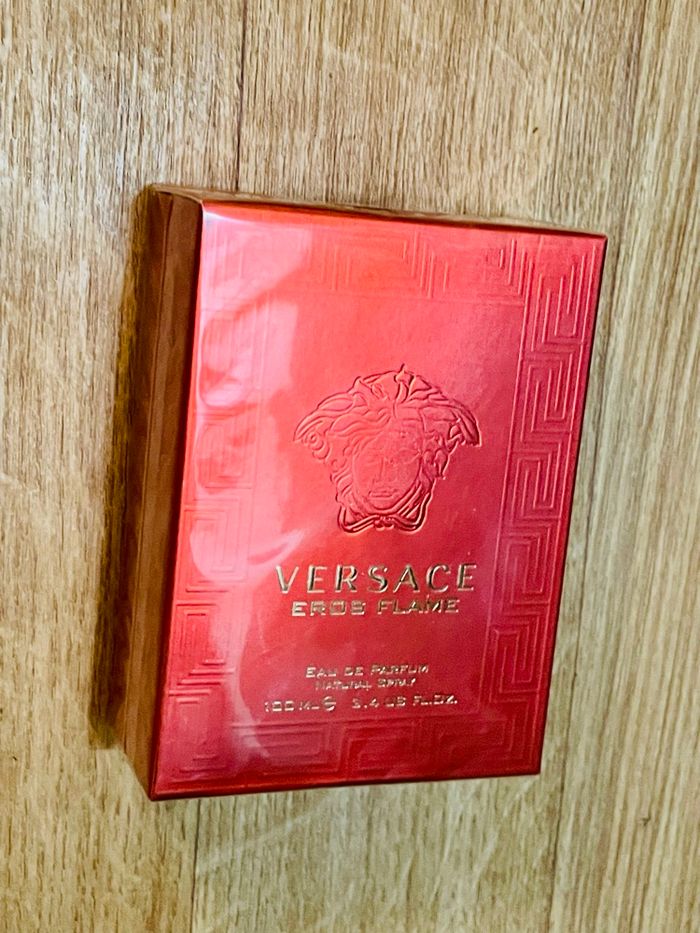 VERSACE
EROS FLAME
EAU DE PARFUM
NATURAL SPRAY
100 ML ℮ 3.4 US FL.OZ.